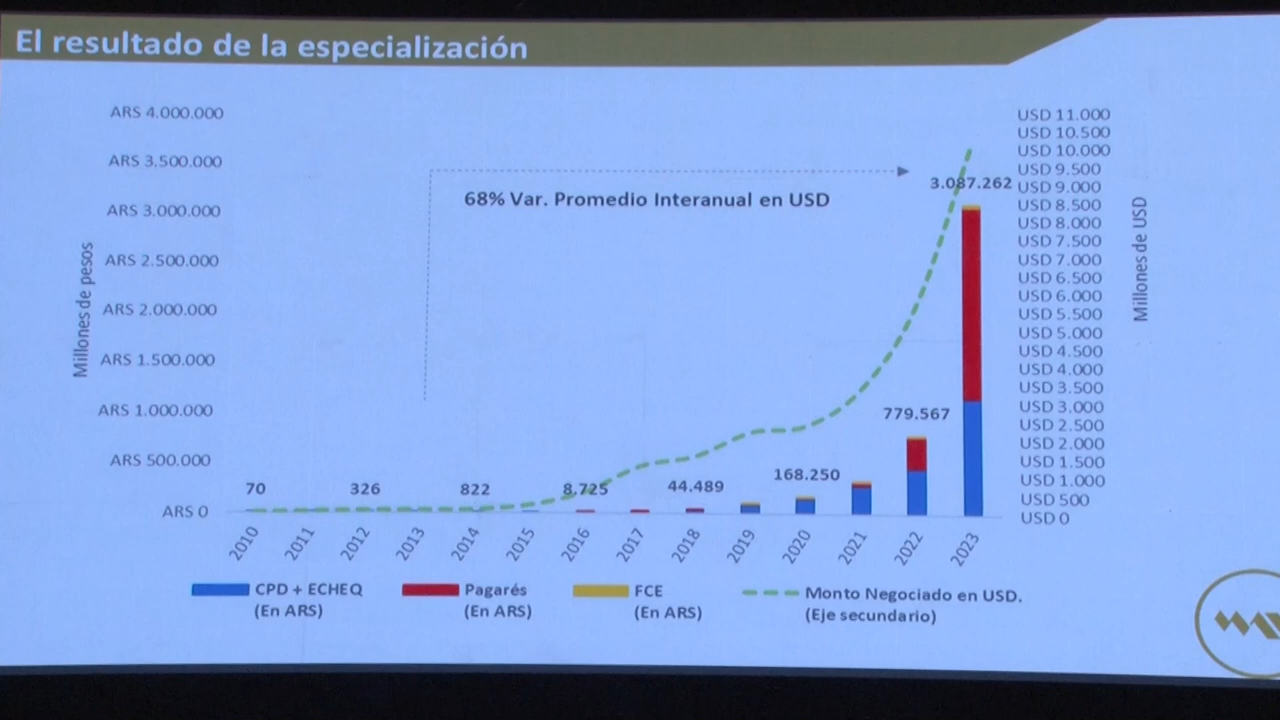 El resultado de la especialización
ARS 4.000.000
ARS 3.500.000
ARS 3.000.000
ARS 2.500.000
ARS 2.000.000
ARS 1.500.000
ARS 1.000.000
ARS 500.000
ARS 0
Millones de pesos
68% Var. Promedio Interanual en USD
70
326
822
8.725
44.489
168.250
779.567
3.087.262
USD 11.000
USD 10.500
USD 10.000
USD 9.500
USD 9.000
USD 8.500
USD 8.000
USD 7.500
USD 7.000
USD 6.500
USD 6.000
USD 5.500
USD 5.000
USD 4.500
USD 4.000
USD 3.500
USD 3.000
USD 2.500
USD 2.000
USD 1.500
USD 1.000
USD 500
USD 0
Millones de USD
2010
2011
2012
2013
2014
2015
2016
2017
2018
2019
2020
2021
2022
2023
CPD + ECHEQ
(En ARS)
Pagarés
(En ARS)
FCE
(En ARS)
Monto Negociado en USD.
(Eje secundario)